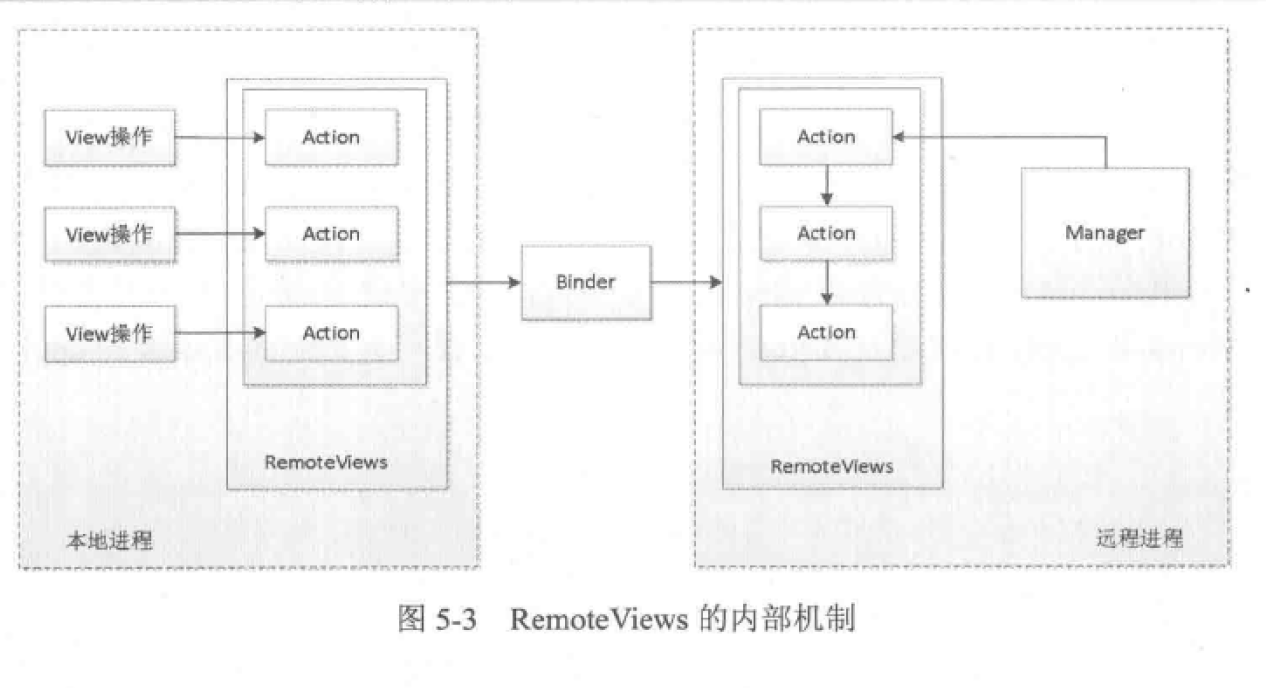 View操作
Action
View操作
Action
View操作
Action
RemoteViews
本地进程
Binder
Action
Action
Action
Manager
RemoteViews
远程进程
图 5-3 RemoteViews 的内部机制